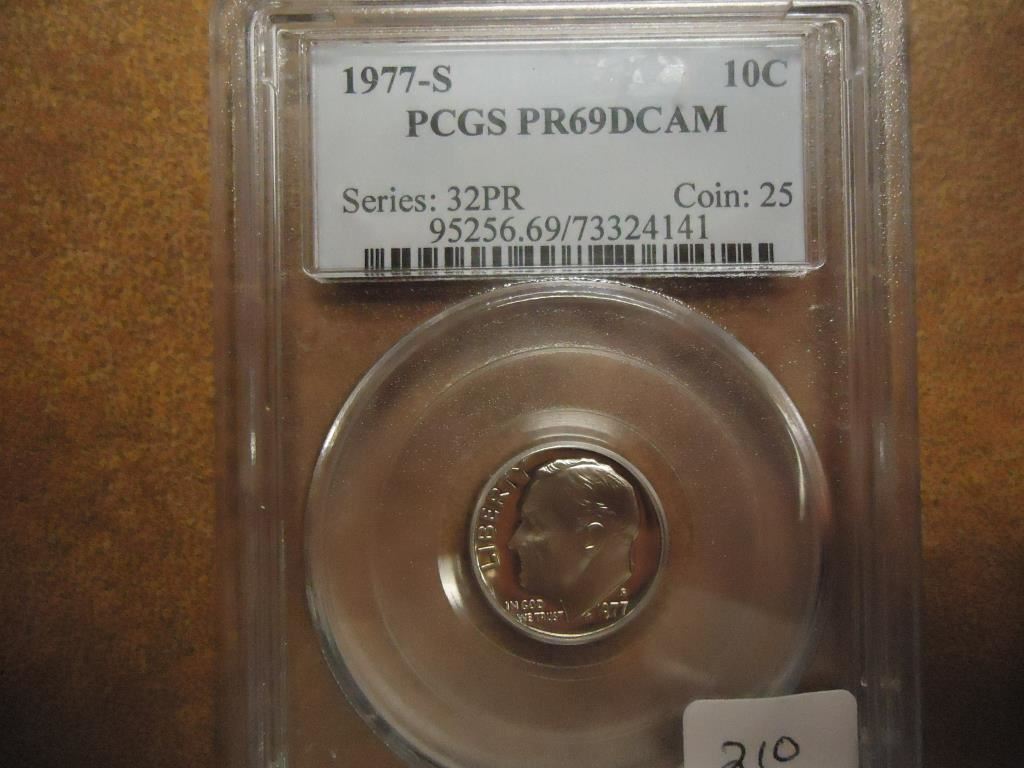 1977-S 10C
PCGS PR69DCAM
Series: 32PR Coin: 25
95256.69/73324141
LIBERTY
IN GOD
WE TRUST
S
1977
210